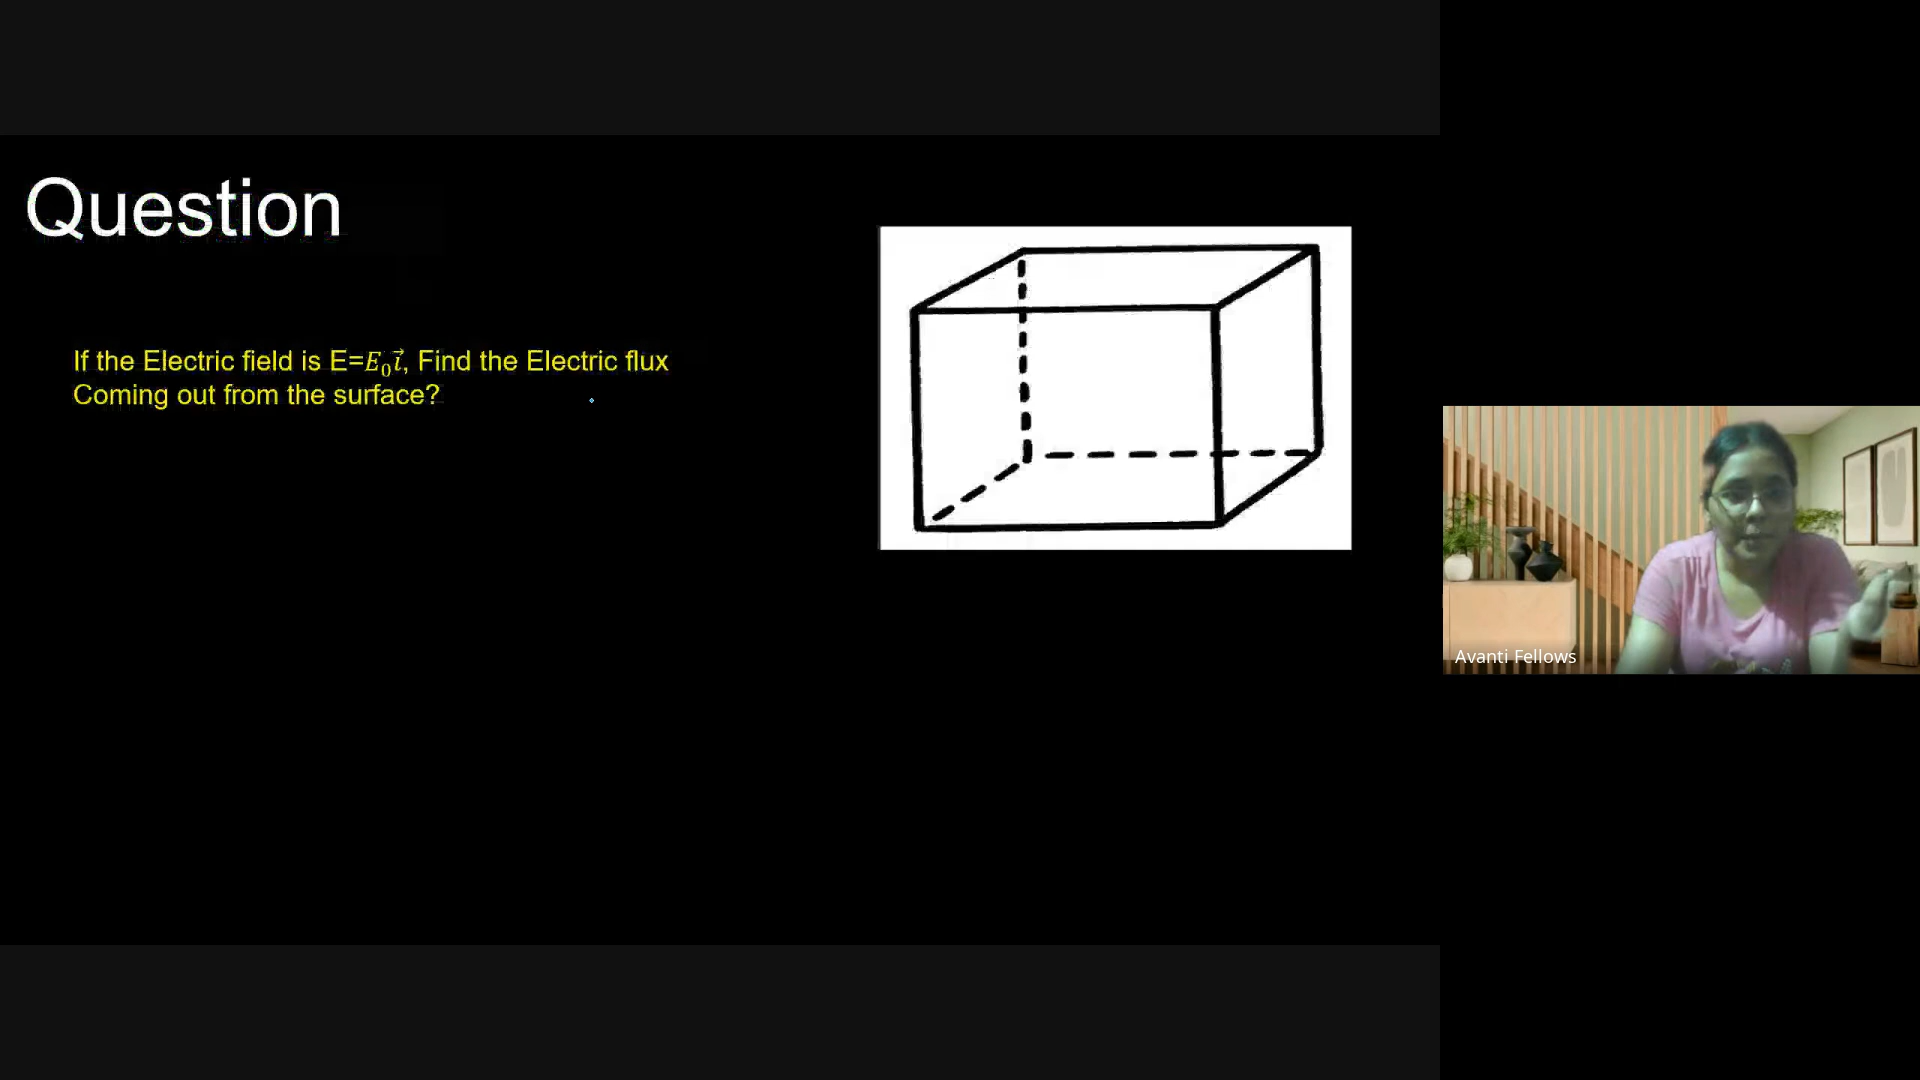 Question
If the Electric field is E=𝐸₀𝑖⃗, Find the Electric flux
Coming out from the surface?
Avanti Fellows